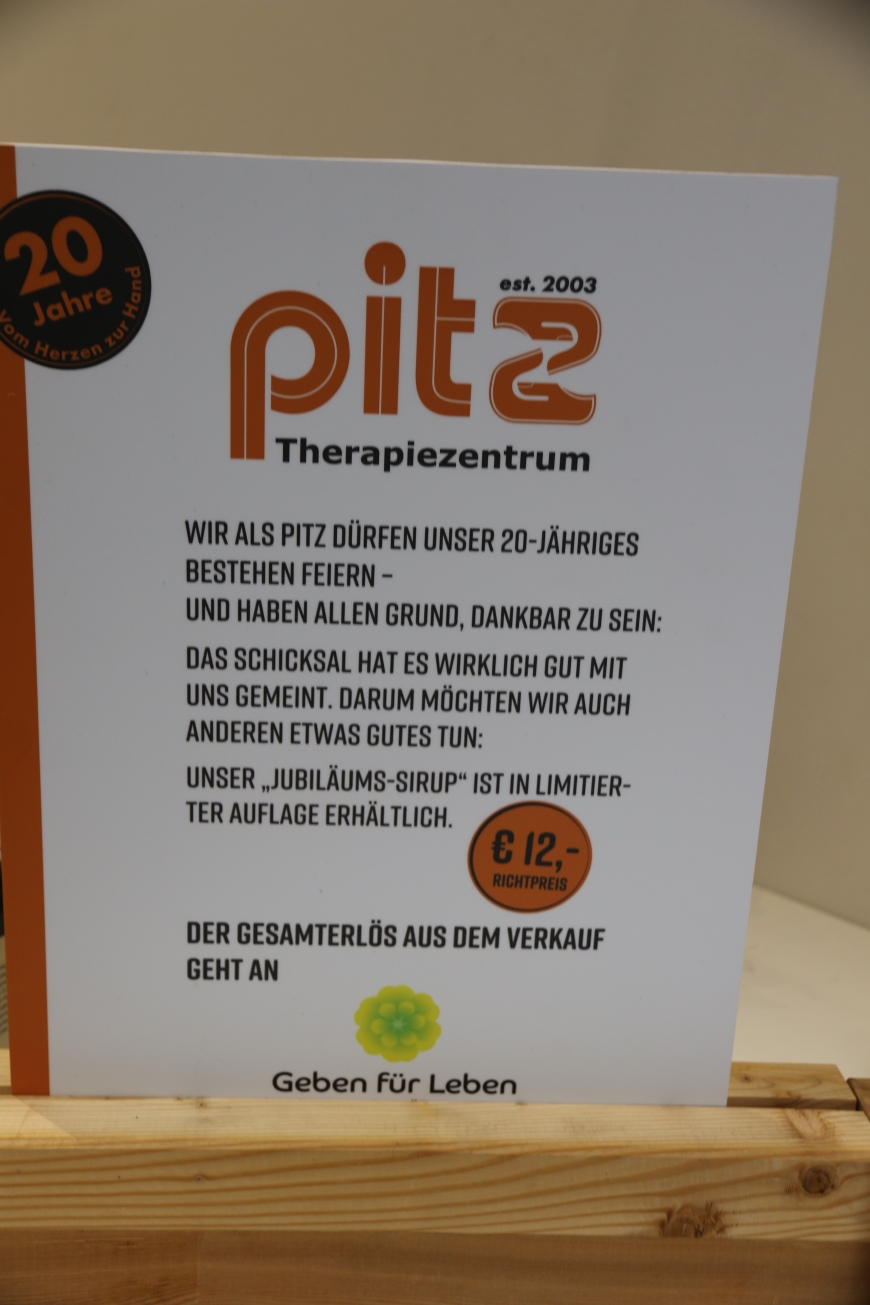 20
Jahre
Vom Herzen zur Hand
est. 2003
pitz
Therapiezentrum
WIR ALS PITZ DÜRFEN UNSER 20-JÄHRIGES
BESTEHEN FEIERN –
UND HABEN ALLEN GRUND, DANKBAR ZU SEIN:
DAS SCHICKSAL HAT ES WIRKLICH GUT MIT
UNS GEMEINT. DARUM MÖCHTEN WIR AUCH
ANDEREN ETWAS GUTES TUN:
UNSER „JUBILÄUMS-SIRUP“ IST IN LIMITIER-
TER AUFLAGE ERHÄLTLICH.
€ 12,-
RICHTPREIS
DER GESAMTERLÖS AUS DEM VERKAUF
GEHT AN
Geben für Leben